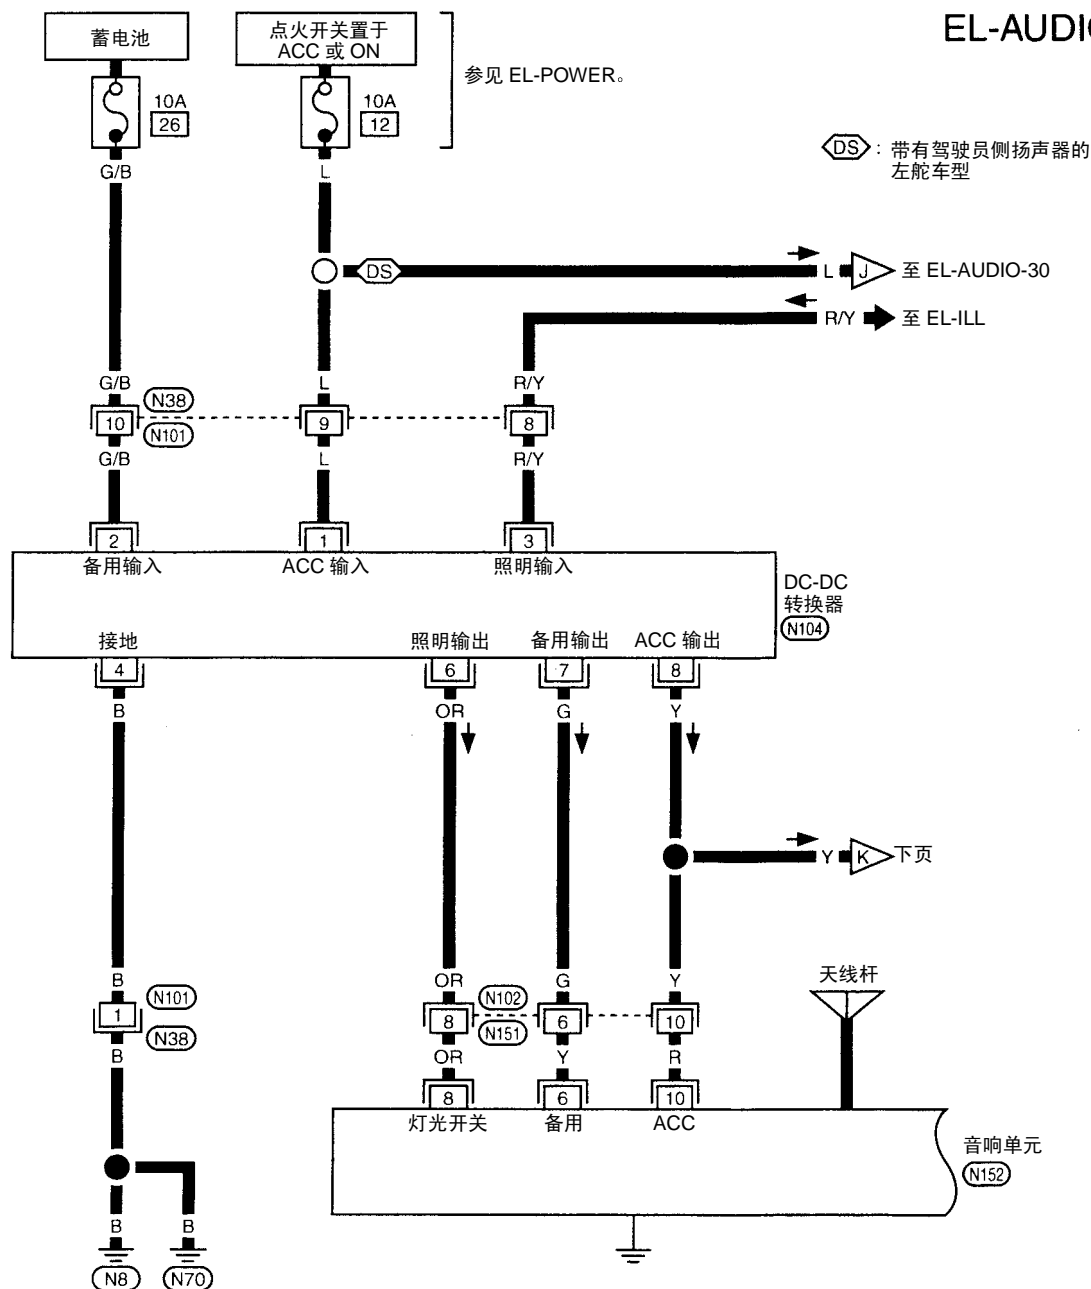 EL-AUDIO
蓄电池
点火开关置于
ACC 或 ON
参见 EL-POWER。
10A
26
10A
12
DS : 带有驾驶员侧扬声器的
左舵车型
G/B
L
DS
L
J
至 EL-AUDIO-30
R/Y
至 EL-ILL
G/B
L
R/Y
10
N38
N101
9
8
G/B
L
R/Y
2
1
3
备用输入
ACC 输入
照明输入
DC-DC
转换器
N104
接地
照明输出
备用输出
ACC 输出
4
6
7
8
B
OR
G
Y
Y
K
下页
B
OR
G
Y
天线杆
1
N101
N38
8
N102
N151
6
10
B
OR
Y
R
8
6
10
灯光开关
备用
ACC
音响单元
N152
B
B
N8
N70